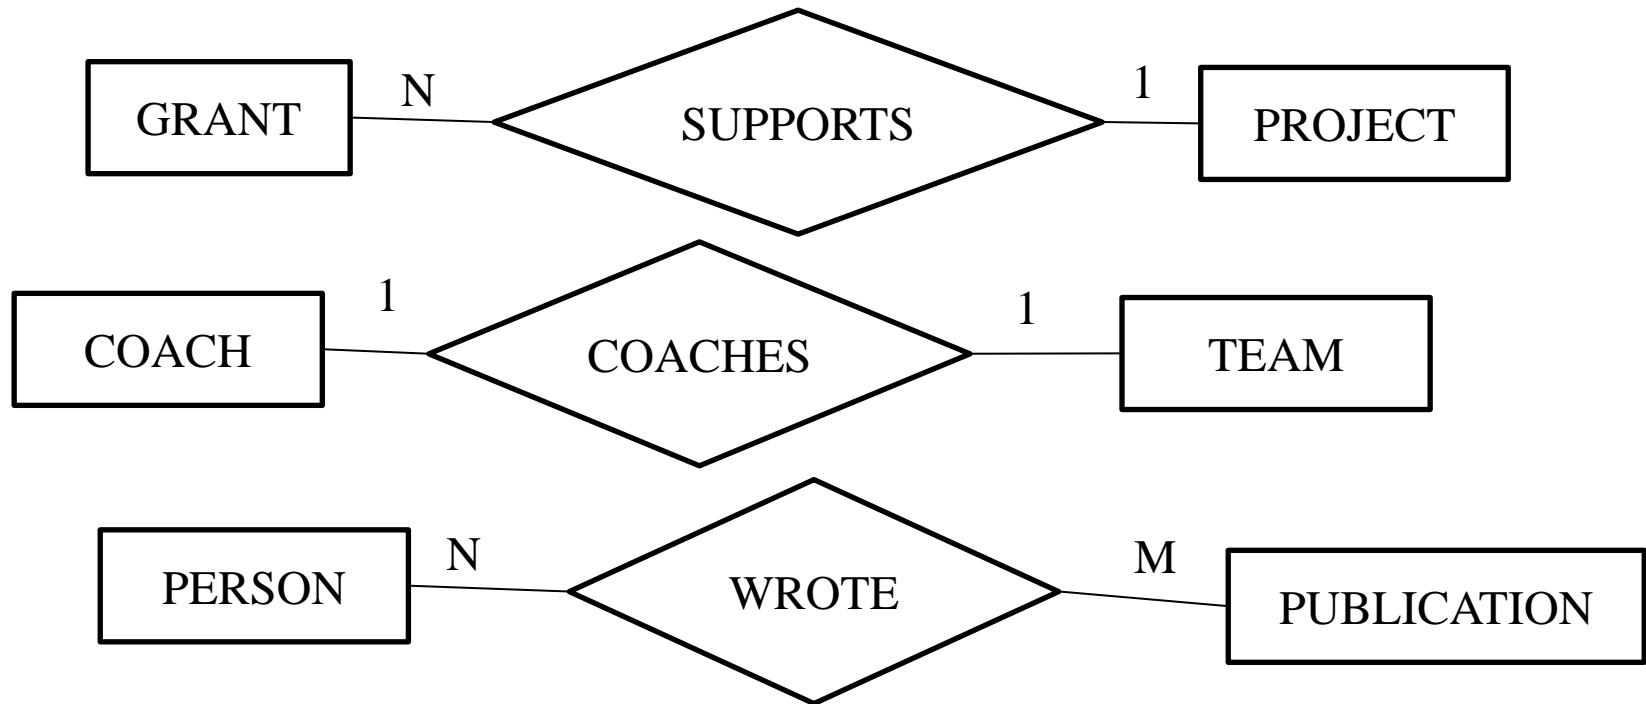 GRANT N SUPPORTS 1 PROJECT
COACH 1 COACHES 1 TEAM
PERSON N WROTE M PUBLICATION